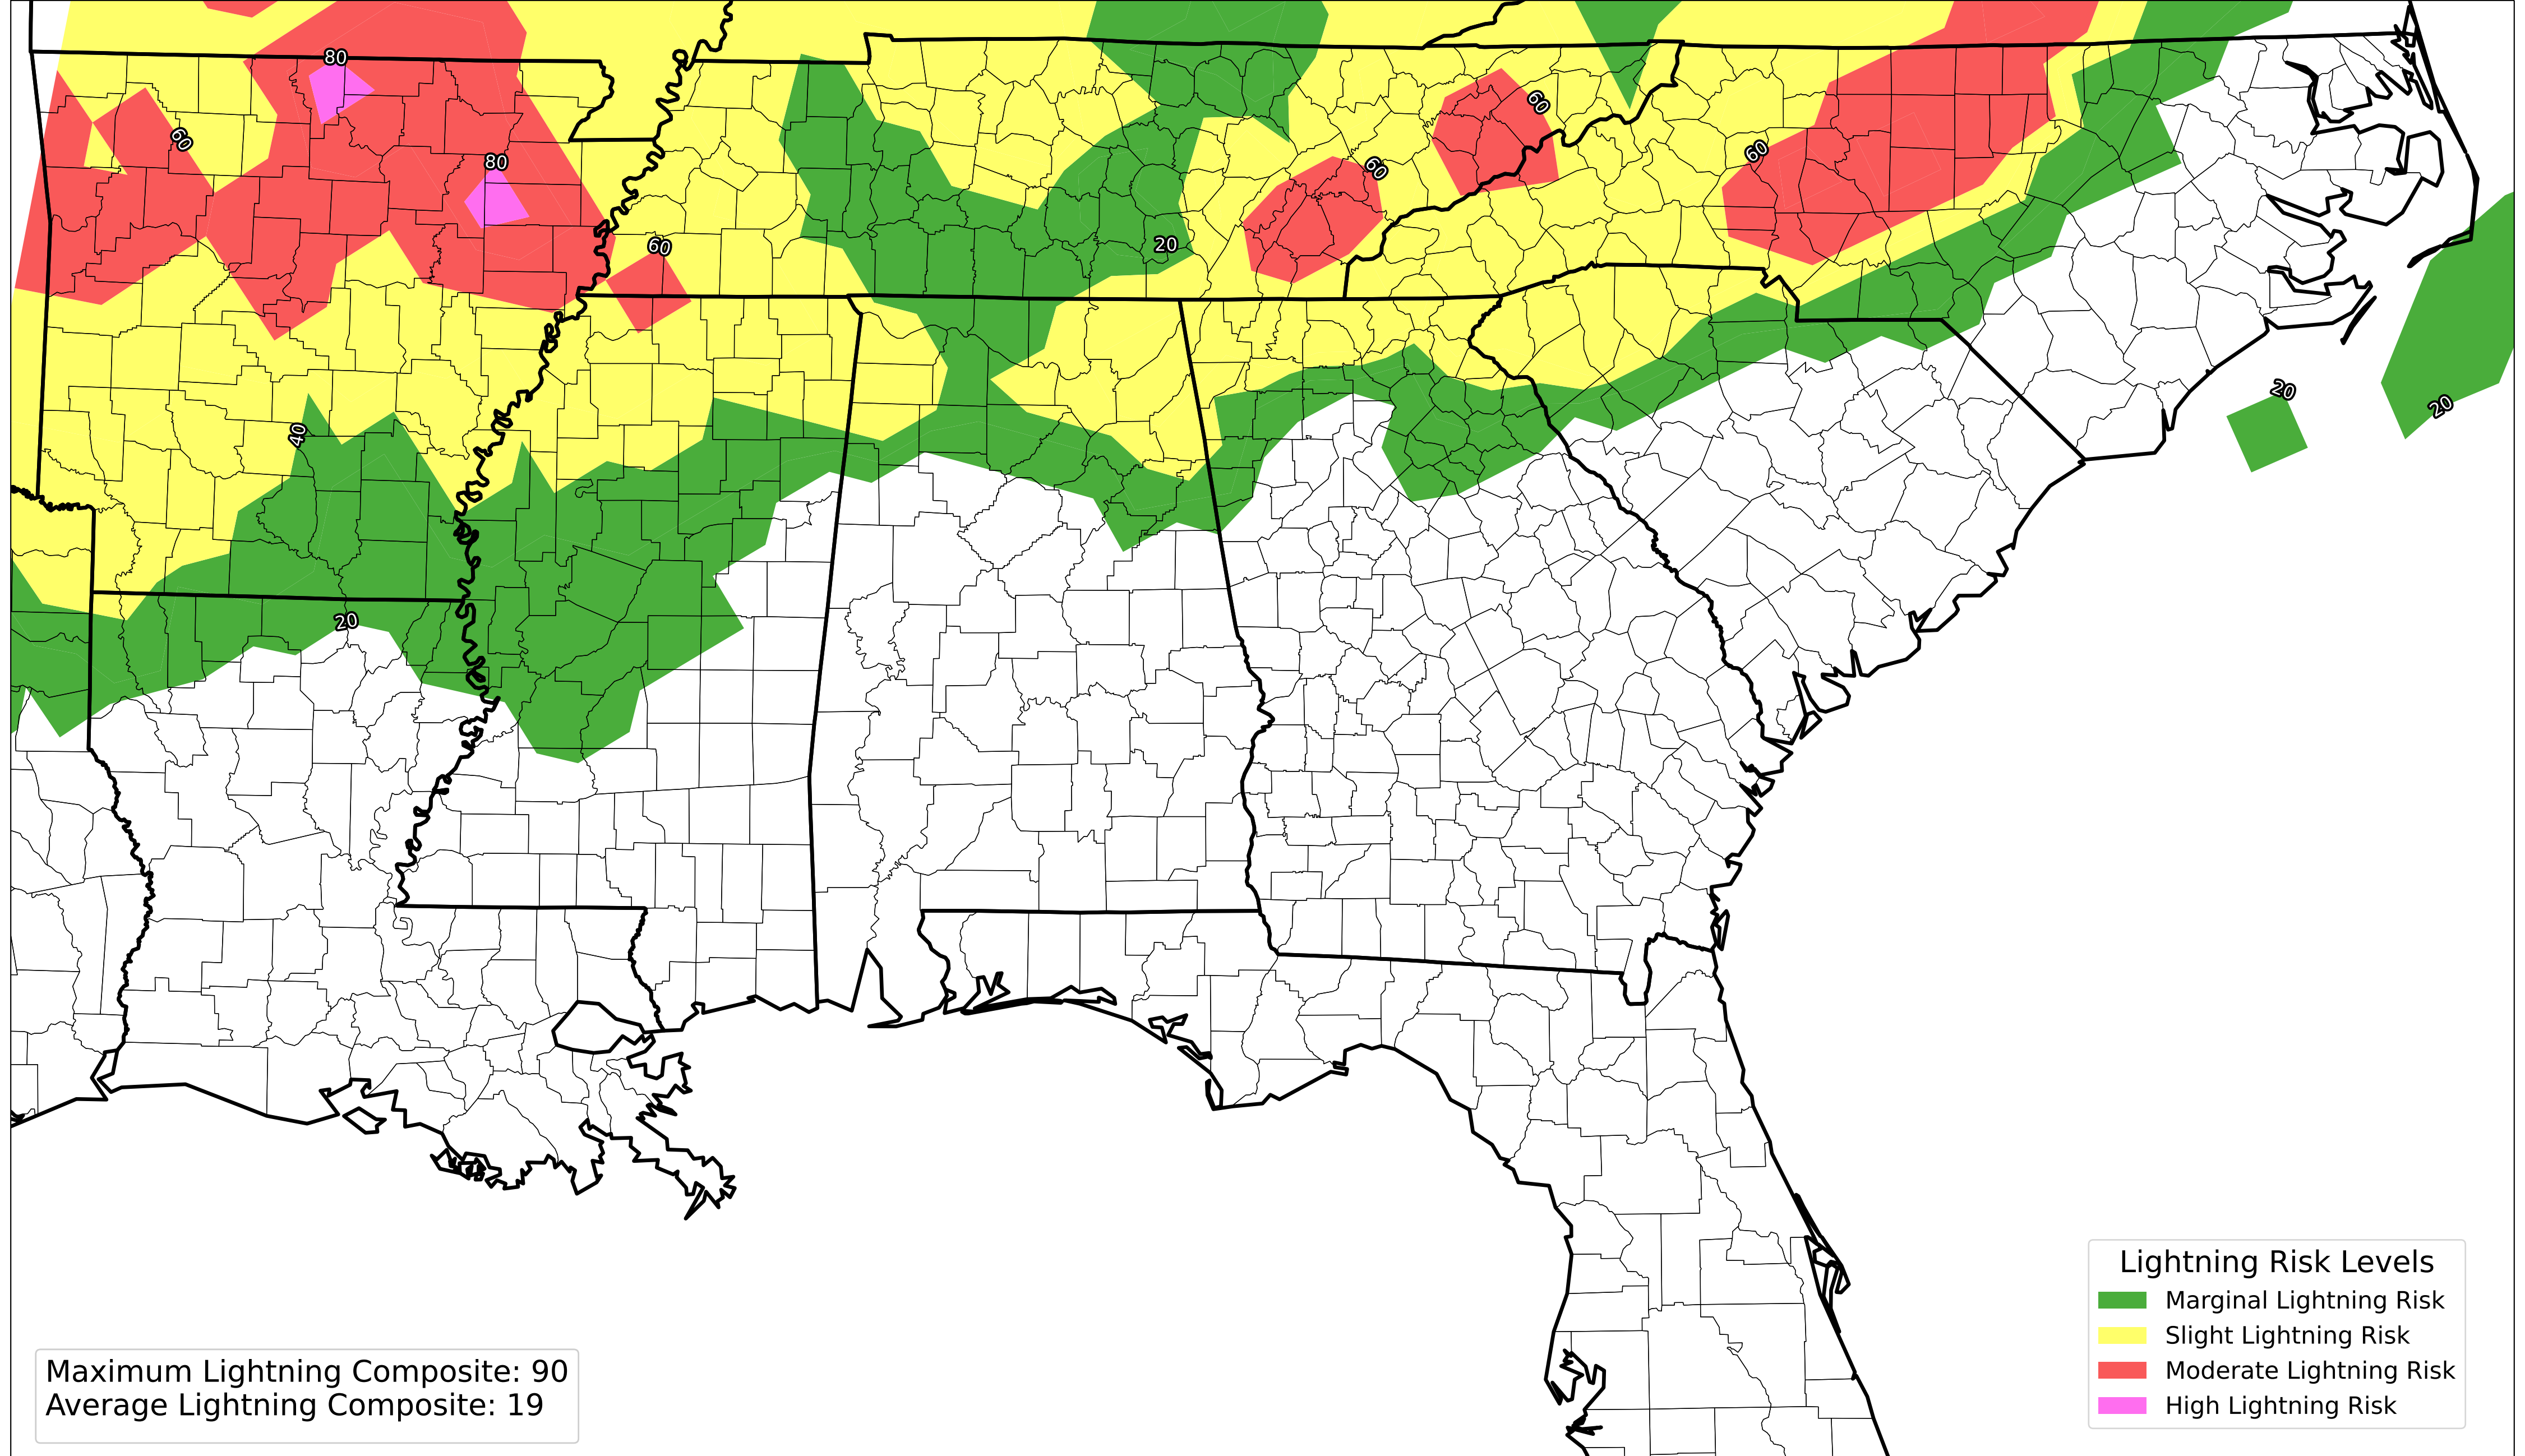 80
60
80
60
60
60
60
20
40
20
20
20
Lightning Risk Levels
Marginal Lightning Risk
Slight Lightning Risk
Moderate Lightning Risk
High Lightning Risk
Maximum Lightning Composite: 90
Average Lightning Composite: 19